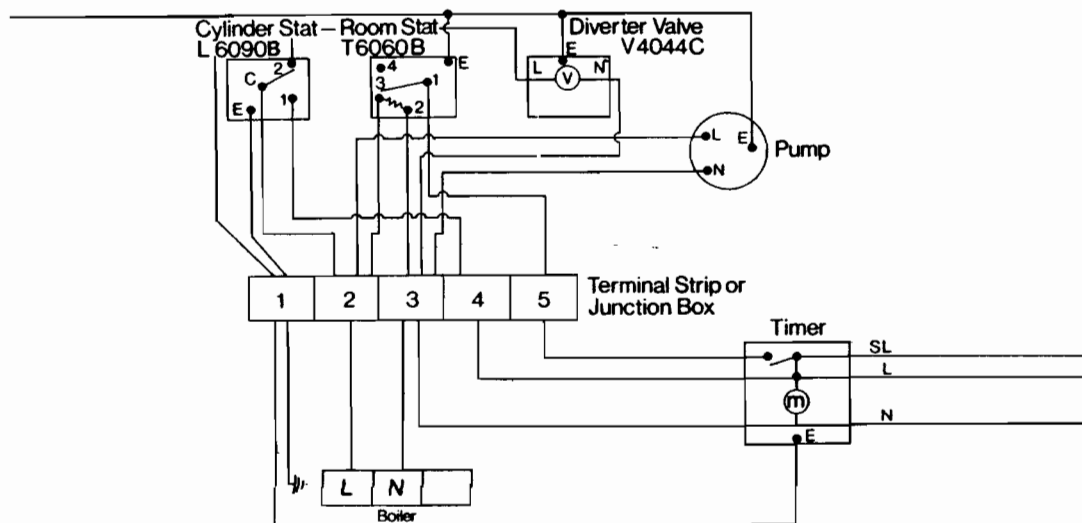 Cylinder Stat – Room Stat
Diverter Valve
L 6090B
T6060B
V4044C
E
E
L
N
V
2
C
1
E
4
3
1
2
L
E
N
Pump
1
2
3
4
5
Terminal Strip or
Junction Box
Timer
SL
L
m
N
E
L
N
Boiler